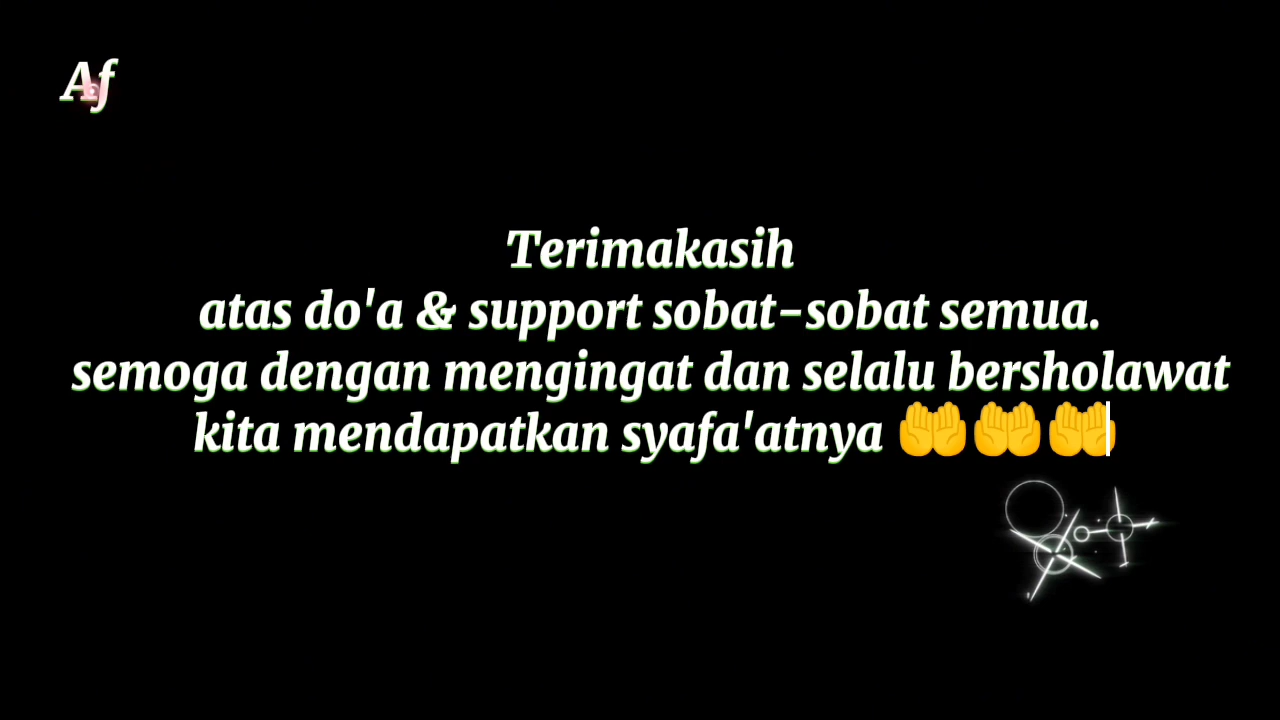 Af
Terimakasih
atas do'a & support sobat-sobat semua.
semoga dengan mengingat dan selalu bersholawat
kita mendapatkan syafa'atnya 🤲🤲🤲